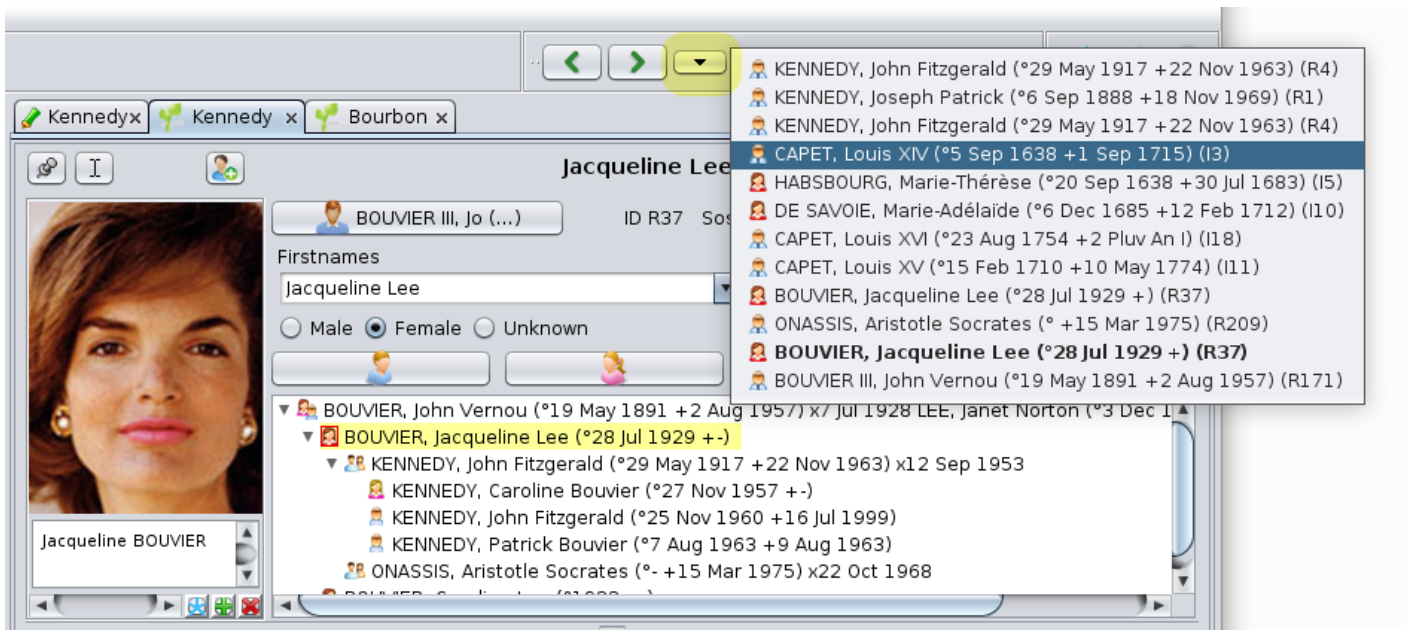 KENNEDY, John Fitzgerald (°29 May 1917 +22 Nov 1963) (R4)
KENNEDY, Joseph Patrick (°6 Sep 1888 +18 Nov 1969) (R1)
KENNEDY, John Fitzgerald (°29 May 1917 +22 Nov 1963) (R4)
CAPET, Louis XIV (°5 Sep 1638 +1 Sep 1715) (I3)
HABSBOURG, Marie-Thérèse (°20 Sep 1638 +30 Jul 1683) (I5)
DE SAVOIE, Marie-Adélaïde (°6 Dec 1685 +12 Feb 1712) (I10)
CAPET, Louis XVI (°23 Aug 1754 +2 Pluv An I) (I18)
CAPET, Louis XV (°15 Feb 1710 +10 May 1774) (I11)
BOUVIER, Jacqueline Lee (°28 Jul 1929 +) (R37)
ONASSIS, Aristotle Socrates (° +15 Mar 1975) (R209)
BOUVIER, Jacqueline Lee (°28 Jul 1929 +) (R37)
BOUVIER III, John Vernou (°19 May 1891 +2 Aug 1957) (R171)
Kennedy x Kennedy x Bourbon x
Jacqueline Lee
BOUVIER III, Jo (...) ID R37 Sos
Firstnames
Jacqueline Lee
Male Female Unknown
BOUVIER, John Vernou (°19 May 1891 +2 Aug 1957) x7 Jul 1928 LEE, Janet Norton (°3 Dec 1
BOUVIER, Jacqueline Lee (°28 Jul 1929 +-)
KENNEDY, John Fitzgerald (°29 May 1917 +22 Nov 1963) x12 Sep 1953
KENNEDY, Caroline Bouvier (°27 Nov 1957 +-)
KENNEDY, John Fitzgerald (°25 Nov 1960 +16 Jul 1999)
KENNEDY, Patrick Bouvier (°7 Aug 1963 +9 Aug 1963)
ONASSIS, Aristotle Socrates (°- +15 Mar 1975) x22 Oct 1968
Jacqueline BOUVIER